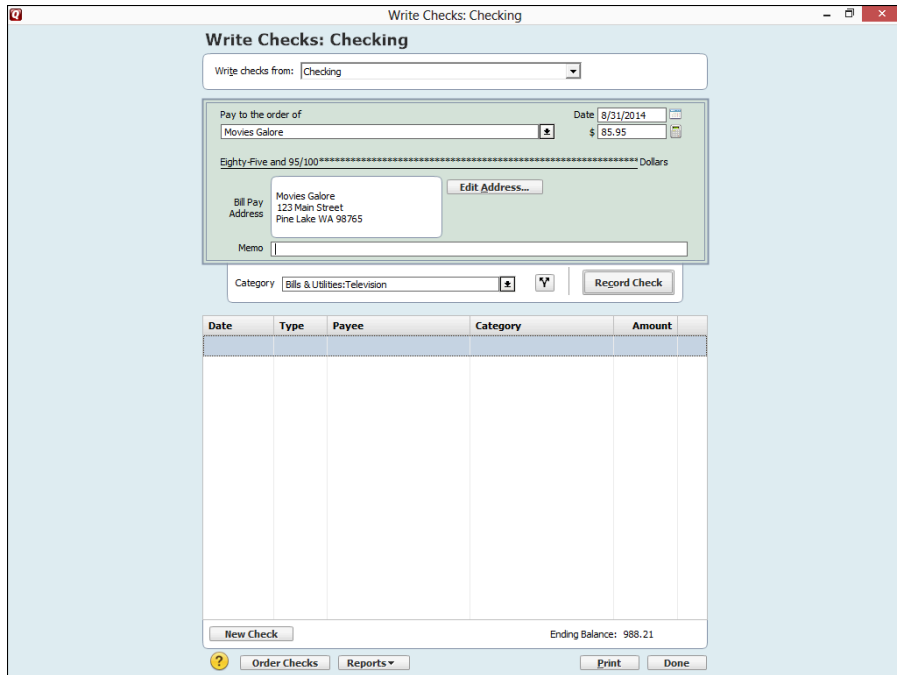 Write Checks: Checking
Write Checks: Checking
Write checks from: Checking
Pay to the order of
Date 8/31/2014
Movies Galore
$ 85.95
Eighty-Five and 95/100****************************************************************Dollars
Bill Pay Address
Movies Galore
123 Main Street
Pine Lake WA 98765
Edit Address...
Memo
Category Bills & Utilities:Television
Record Check
Date Type Payee Category Amount
New Check
Ending Balance: 988.21
? Order Checks Reports Print Done